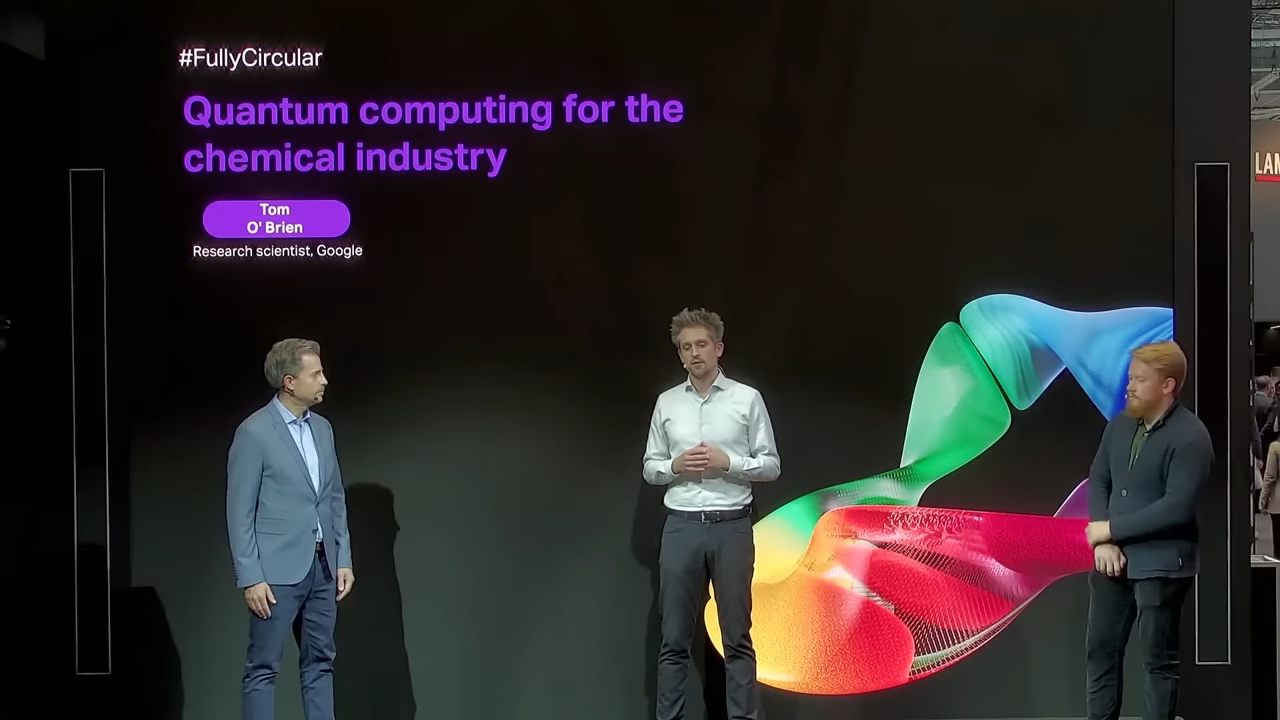 #FullyCircular
Quantum computing for the
chemical industry
Tom
O' Brien
Research scientist, Google